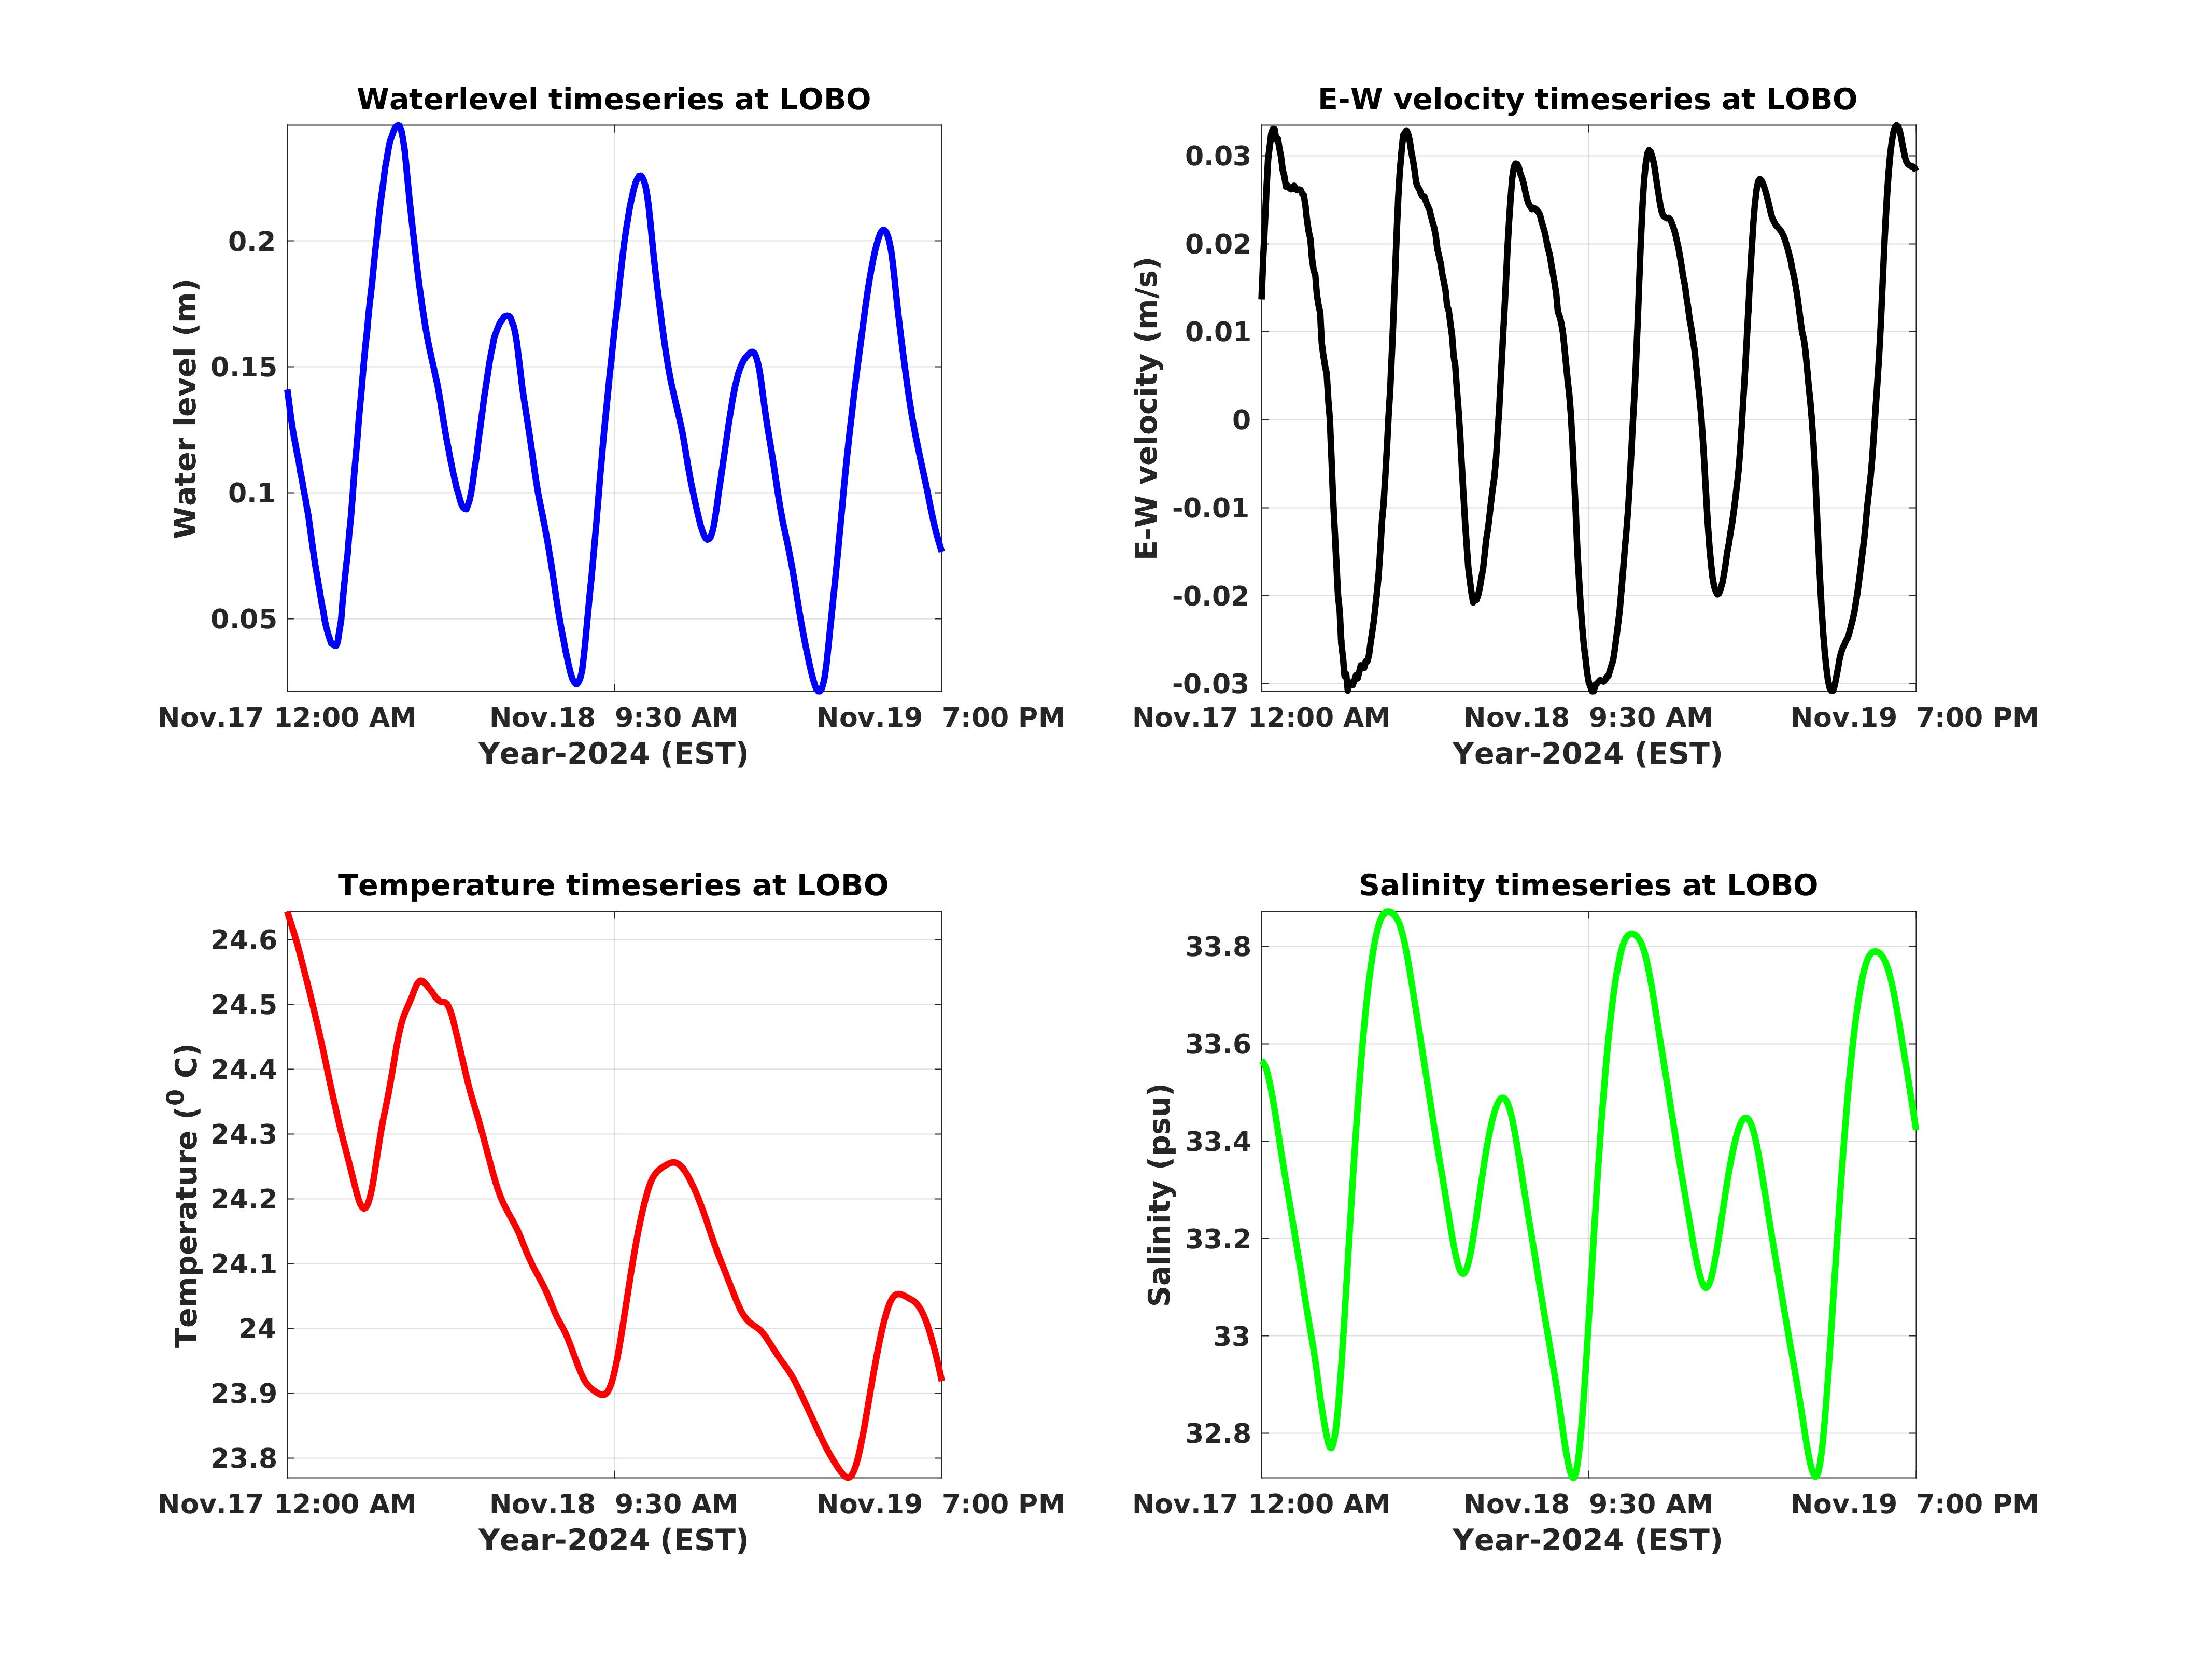 Waterlevel timeseries at LOBO
Water level (m)
0.2
0.15
0.1
0.05
Nov.17 12:00 AM
Nov.18 9:30 AM
Nov.19 7:00 PM
Year-2024 (EST)
E-W velocity timeseries at LOBO
E-W velocity (m/s)
0.03
0.02
0.01
0
-0.01
-0.02
-0.03
Nov.17 12:00 AM
Nov.18 9:30 AM
Nov.19 7:00 PM
Year-2024 (EST)
Temperature timeseries at LOBO
Temperature (⁰ C)
24.6
24.5
24.4
24.3
24.2
24.1
24
23.9
23.8
Nov.17 12:00 AM
Nov.18 9:30 AM
Nov.19 7:00 PM
Year-2024 (EST)
Salinity timeseries at LOBO
Salinity (psu)
33.8
33.6
33.4
33.2
33
32.8
Nov.17 12:00 AM
Nov.18 9:30 AM
Nov.19 7:00 PM
Year-2024 (EST)